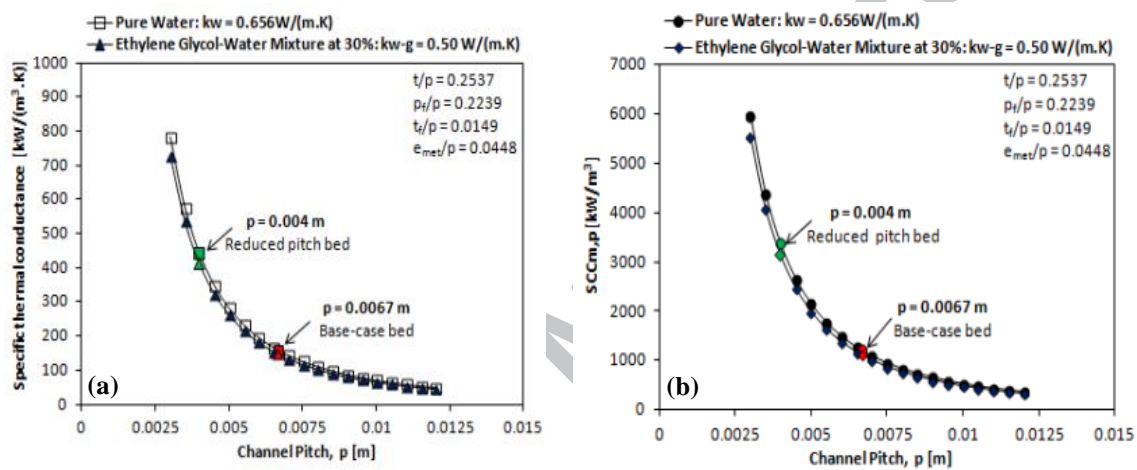 Pure Water: kw = 0.656W/(m.K)
Ethylene Glycol-Water Mixture at 30%: kw-g = 0.50 W/(m.K)
Specific thermal conductance [kW/(m³.K)]
1000
900
800
700
600
500
400
300
200
100
0
t/p = 0.2537
pf/p = 0.2239
tf/p = 0.0149
emet/p = 0.0448
p = 0.004 m
Reduced pitch bed
p = 0.0067 m
Base-case bed
(a)
0 0.0025 0.005 0.0075 0.01 0.0125 0.015
Channel Pitch, p [m]
Pure Water: kw = 0.656W/(m.K)
Ethylene Glycol-Water Mixture at 30%: kw-g = 0.50 W/(m.K)
SCCm,p [kW/m³]
7000
6000
5000
4000
3000
2000
1000
0
t/p = 0.2537
pf/p = 0.2239
tf/p = 0.0149
emet/p = 0.0448
p = 0.004 m
Reduced pitch bed
p = 0.0067 m
Base-case bed
(b)
0 0.0025 0.005 0.0075 0.01 0.0125 0.015
Channel Pitch, p [m]